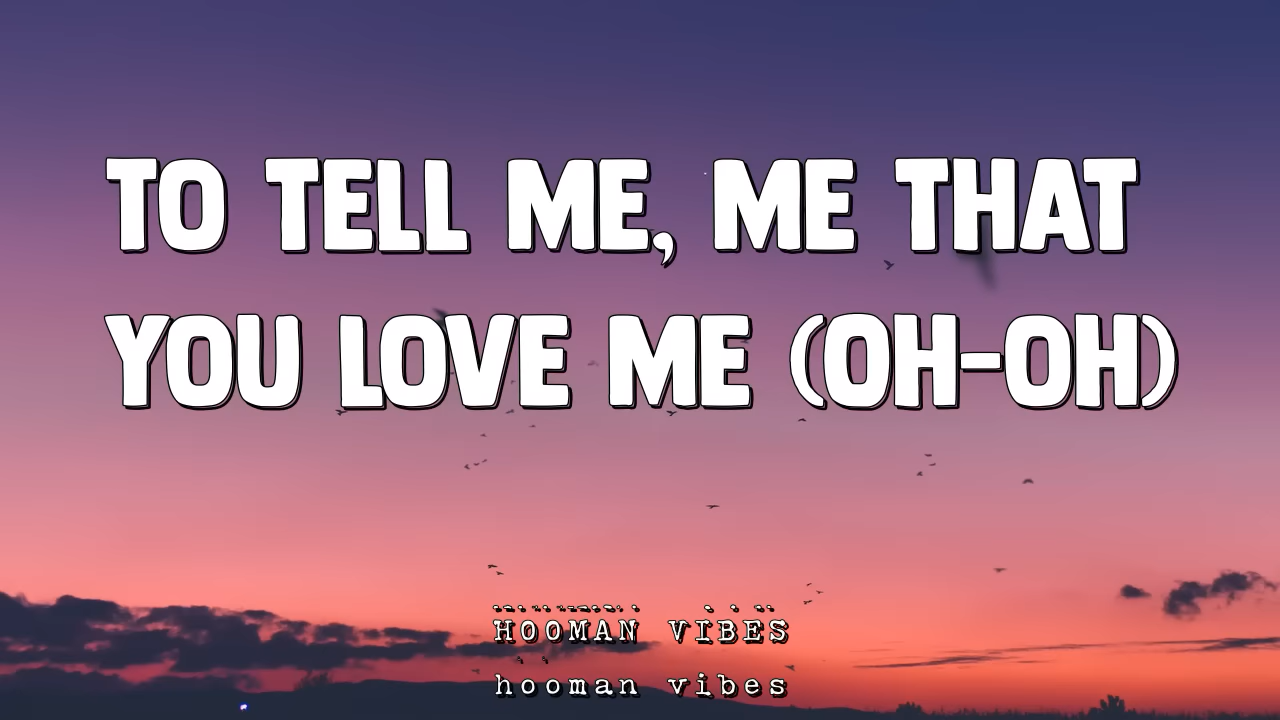 TO TELL ME, ME THAT
YOU LOVE ME (OH-OH)
HOOMAN VIBES
hooman vibes